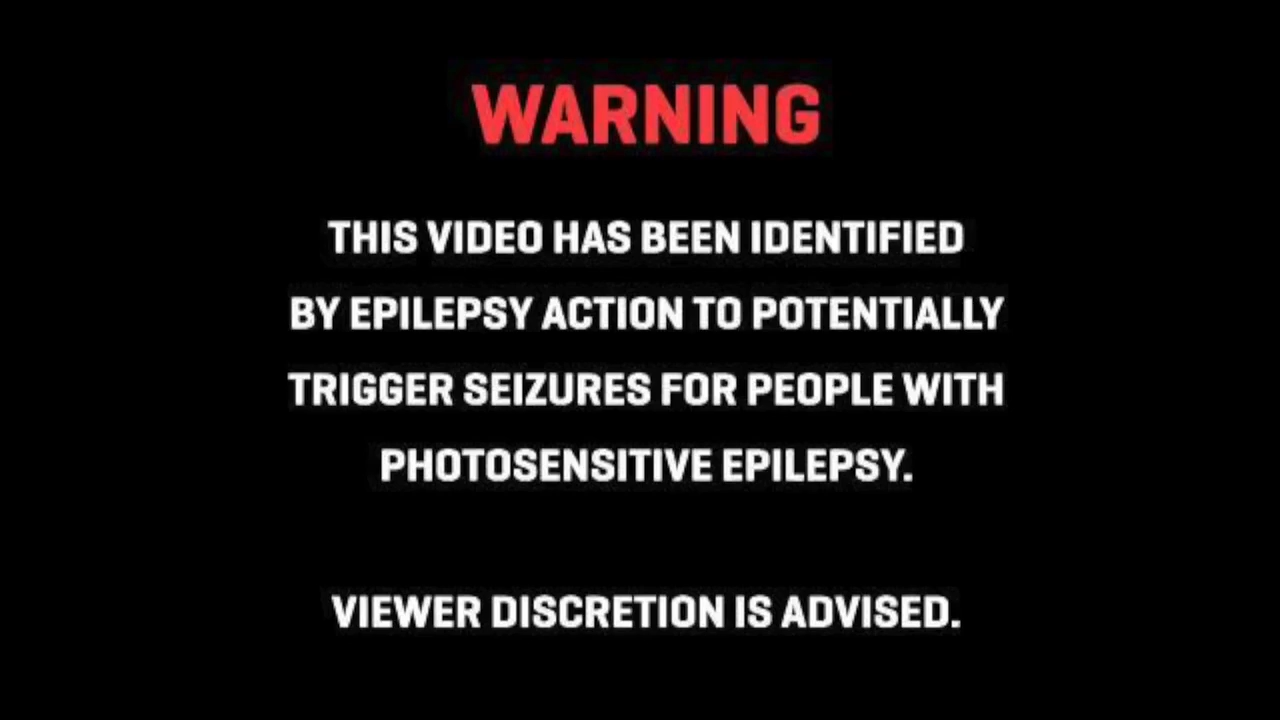 WARNING
THIS VIDEO HAS BEEN IDENTIFIED
BY EPILEPSY ACTION TO POTENTIALLY
TRIGGER SEIZURES FOR PEOPLE WITH
PHOTOSENSITIVE EPILEPSY.
VIEWER DISCRETION IS ADVISED.